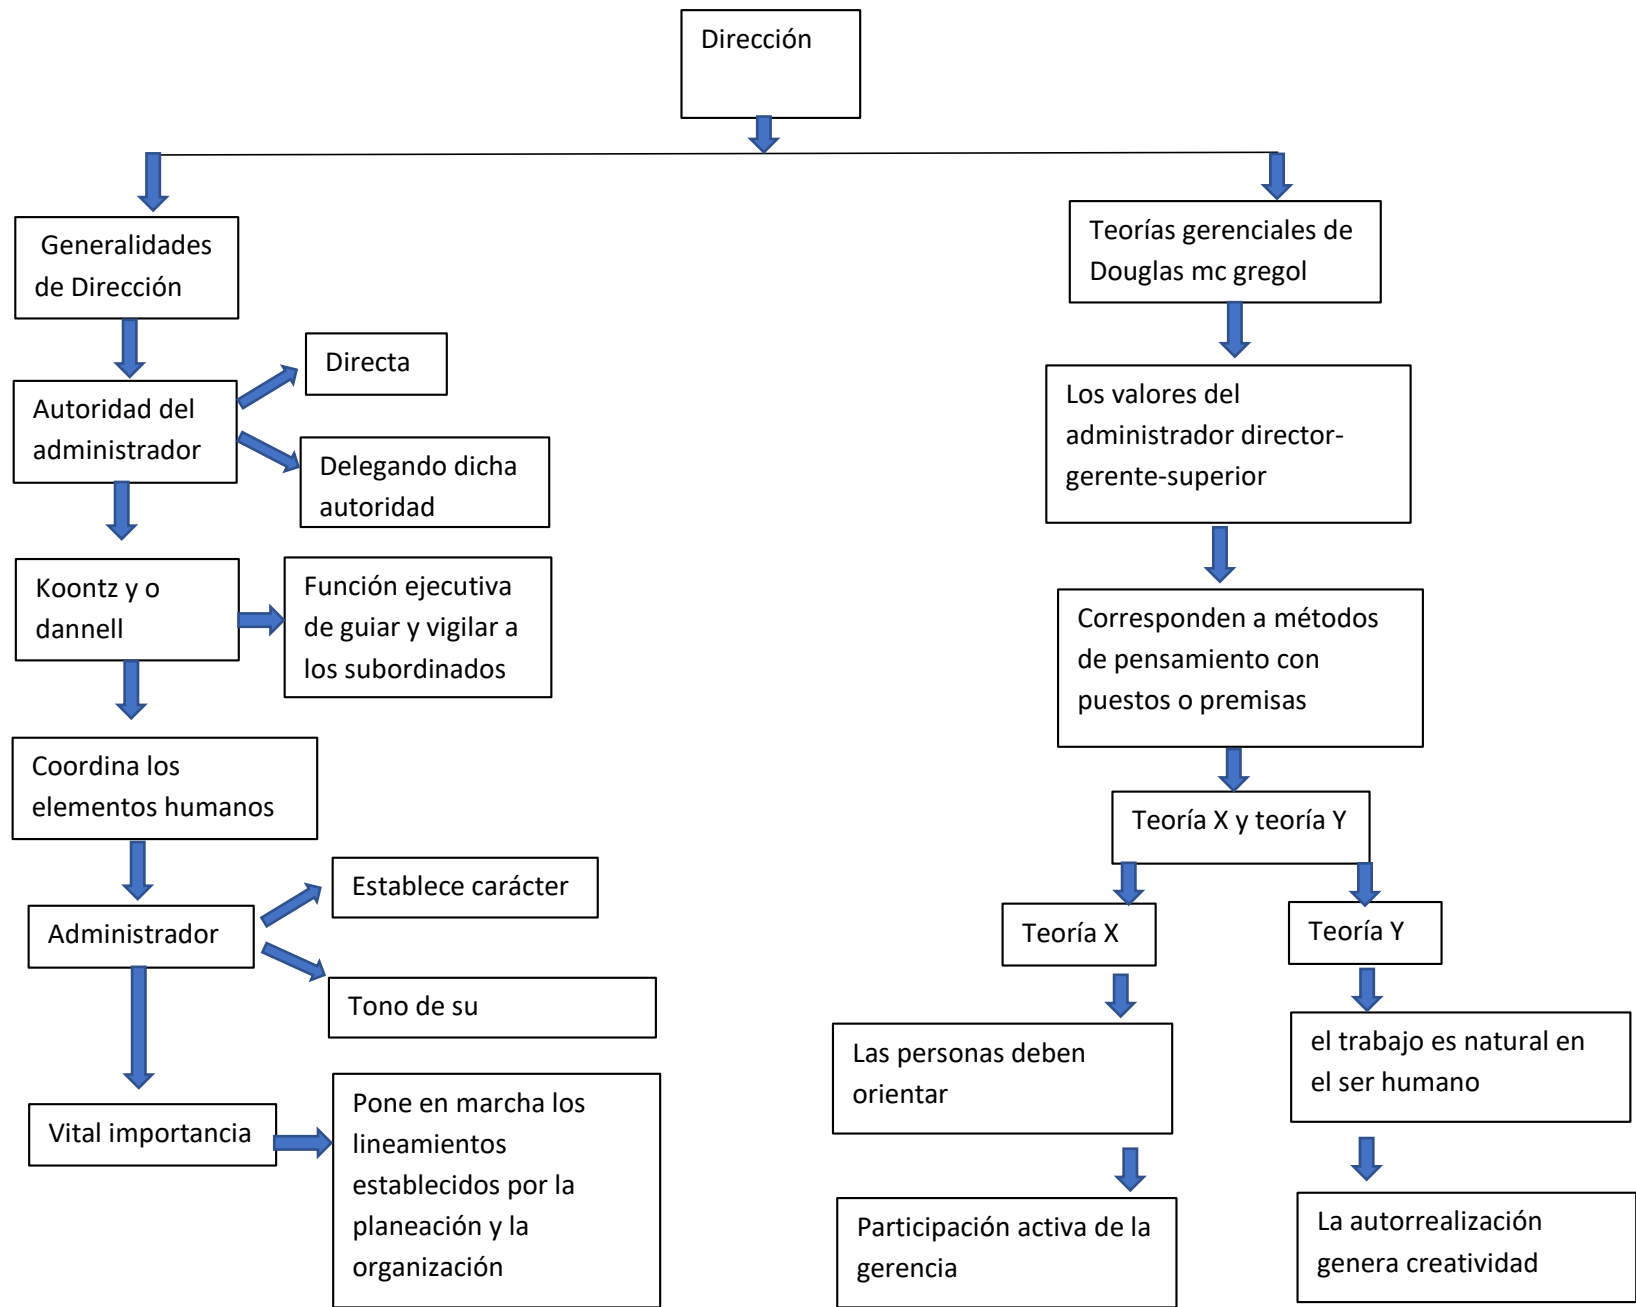 Dirección
Generalidades
de Dirección
Autoridad del
administrador
Directa
Delegando dicha
autoridad
Koontz y o
dannell
Función ejecutiva
de guiar y vigilar a
los subordinados
Coordina los
elementos humanos
Administrador
Establece carácter
Tono de su
Vital importancia
Pone en marcha los
lineamientos
establecidos por la
planeación y la
organización
Teorías gerenciales de
Douglas mc gregol
Los valores del
administrador director-
gerente-superior
Corresponden a métodos
de pensamiento con
puestos o premisas
Teoría X y teoría Y
Teoría X
Las personas deben
orientar
Participación activa de la
gerencia
Teoría Y
el trabajo es natural en
el ser humano
La autorrealización
genera creatividad